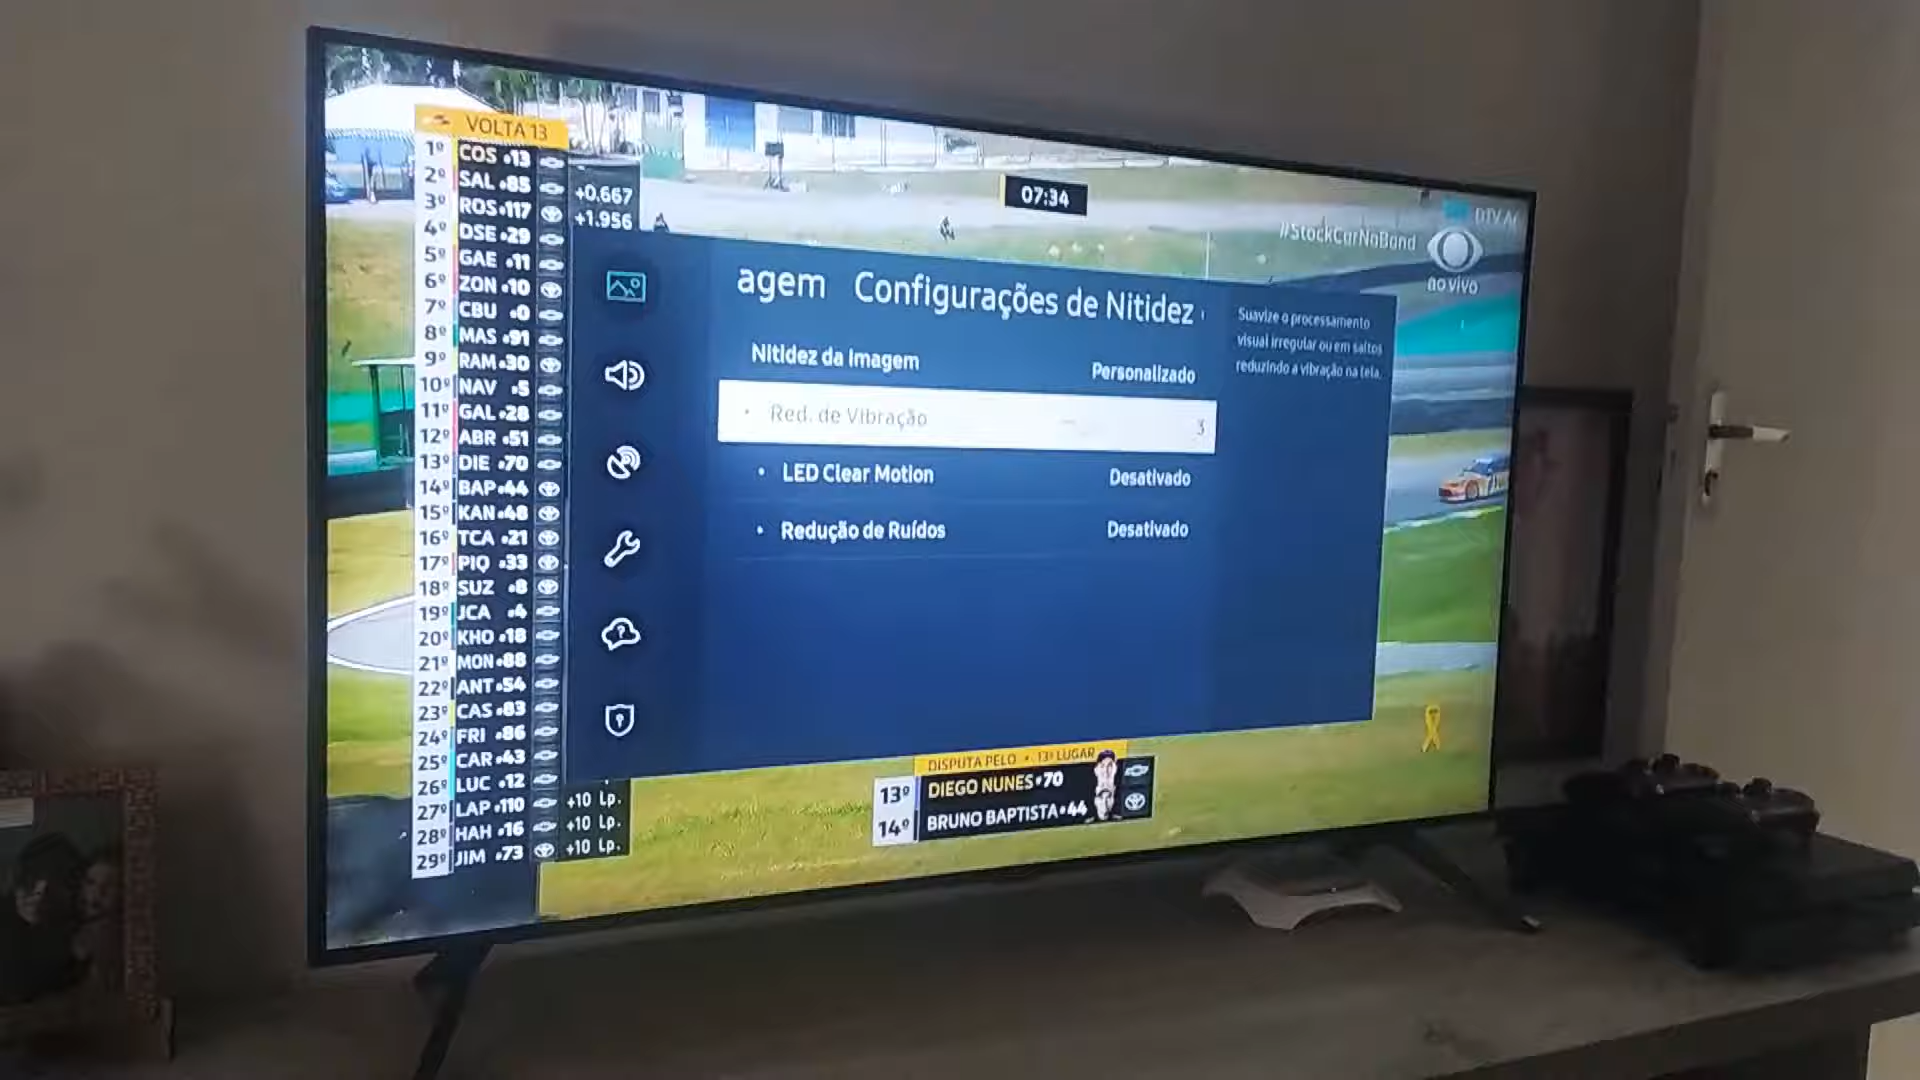 VOLTA 13
1º COS •13
2º SAL •85 +0.667
3º ROS •117 +1.956
4º DSE •29
5º GAE •11
6º ZON •10
7º CBU •0
8º MAS •91
9º RAM •30
10º NAV •5
11º GAL •28
12º ABR •51
13º DIE •70
14º BAP •44
15º KAN •48
16º TCA •21
17º PIQ •33
18º SUZ •8
19º JCA •4
20º KHO •18
21º MON •88
22º ANT •54
23º CAS •83
24º FRI •86
25º CAR •43
26º LUC •12
27º LAP •110 +10 Lp.
28º HAH •16 +10 Lp.
29º JIM •73 +10 Lp.
07:34
#StockCarNaBand
ao vivo
agem Configurações de Nitidez
Nitidez da Imagem Personalizado
• Red. de Vibração 3
• LED Clear Motion Desativado
• Redução de Ruídos Desativado
Suavize o processamento
visual irregular ou em saltos
reduzindo a vibração na tela.
DISPUTA PELO • 13º LUGAR
13º DIEGO NUNES •70
14º BRUNO BAPTISTA •44